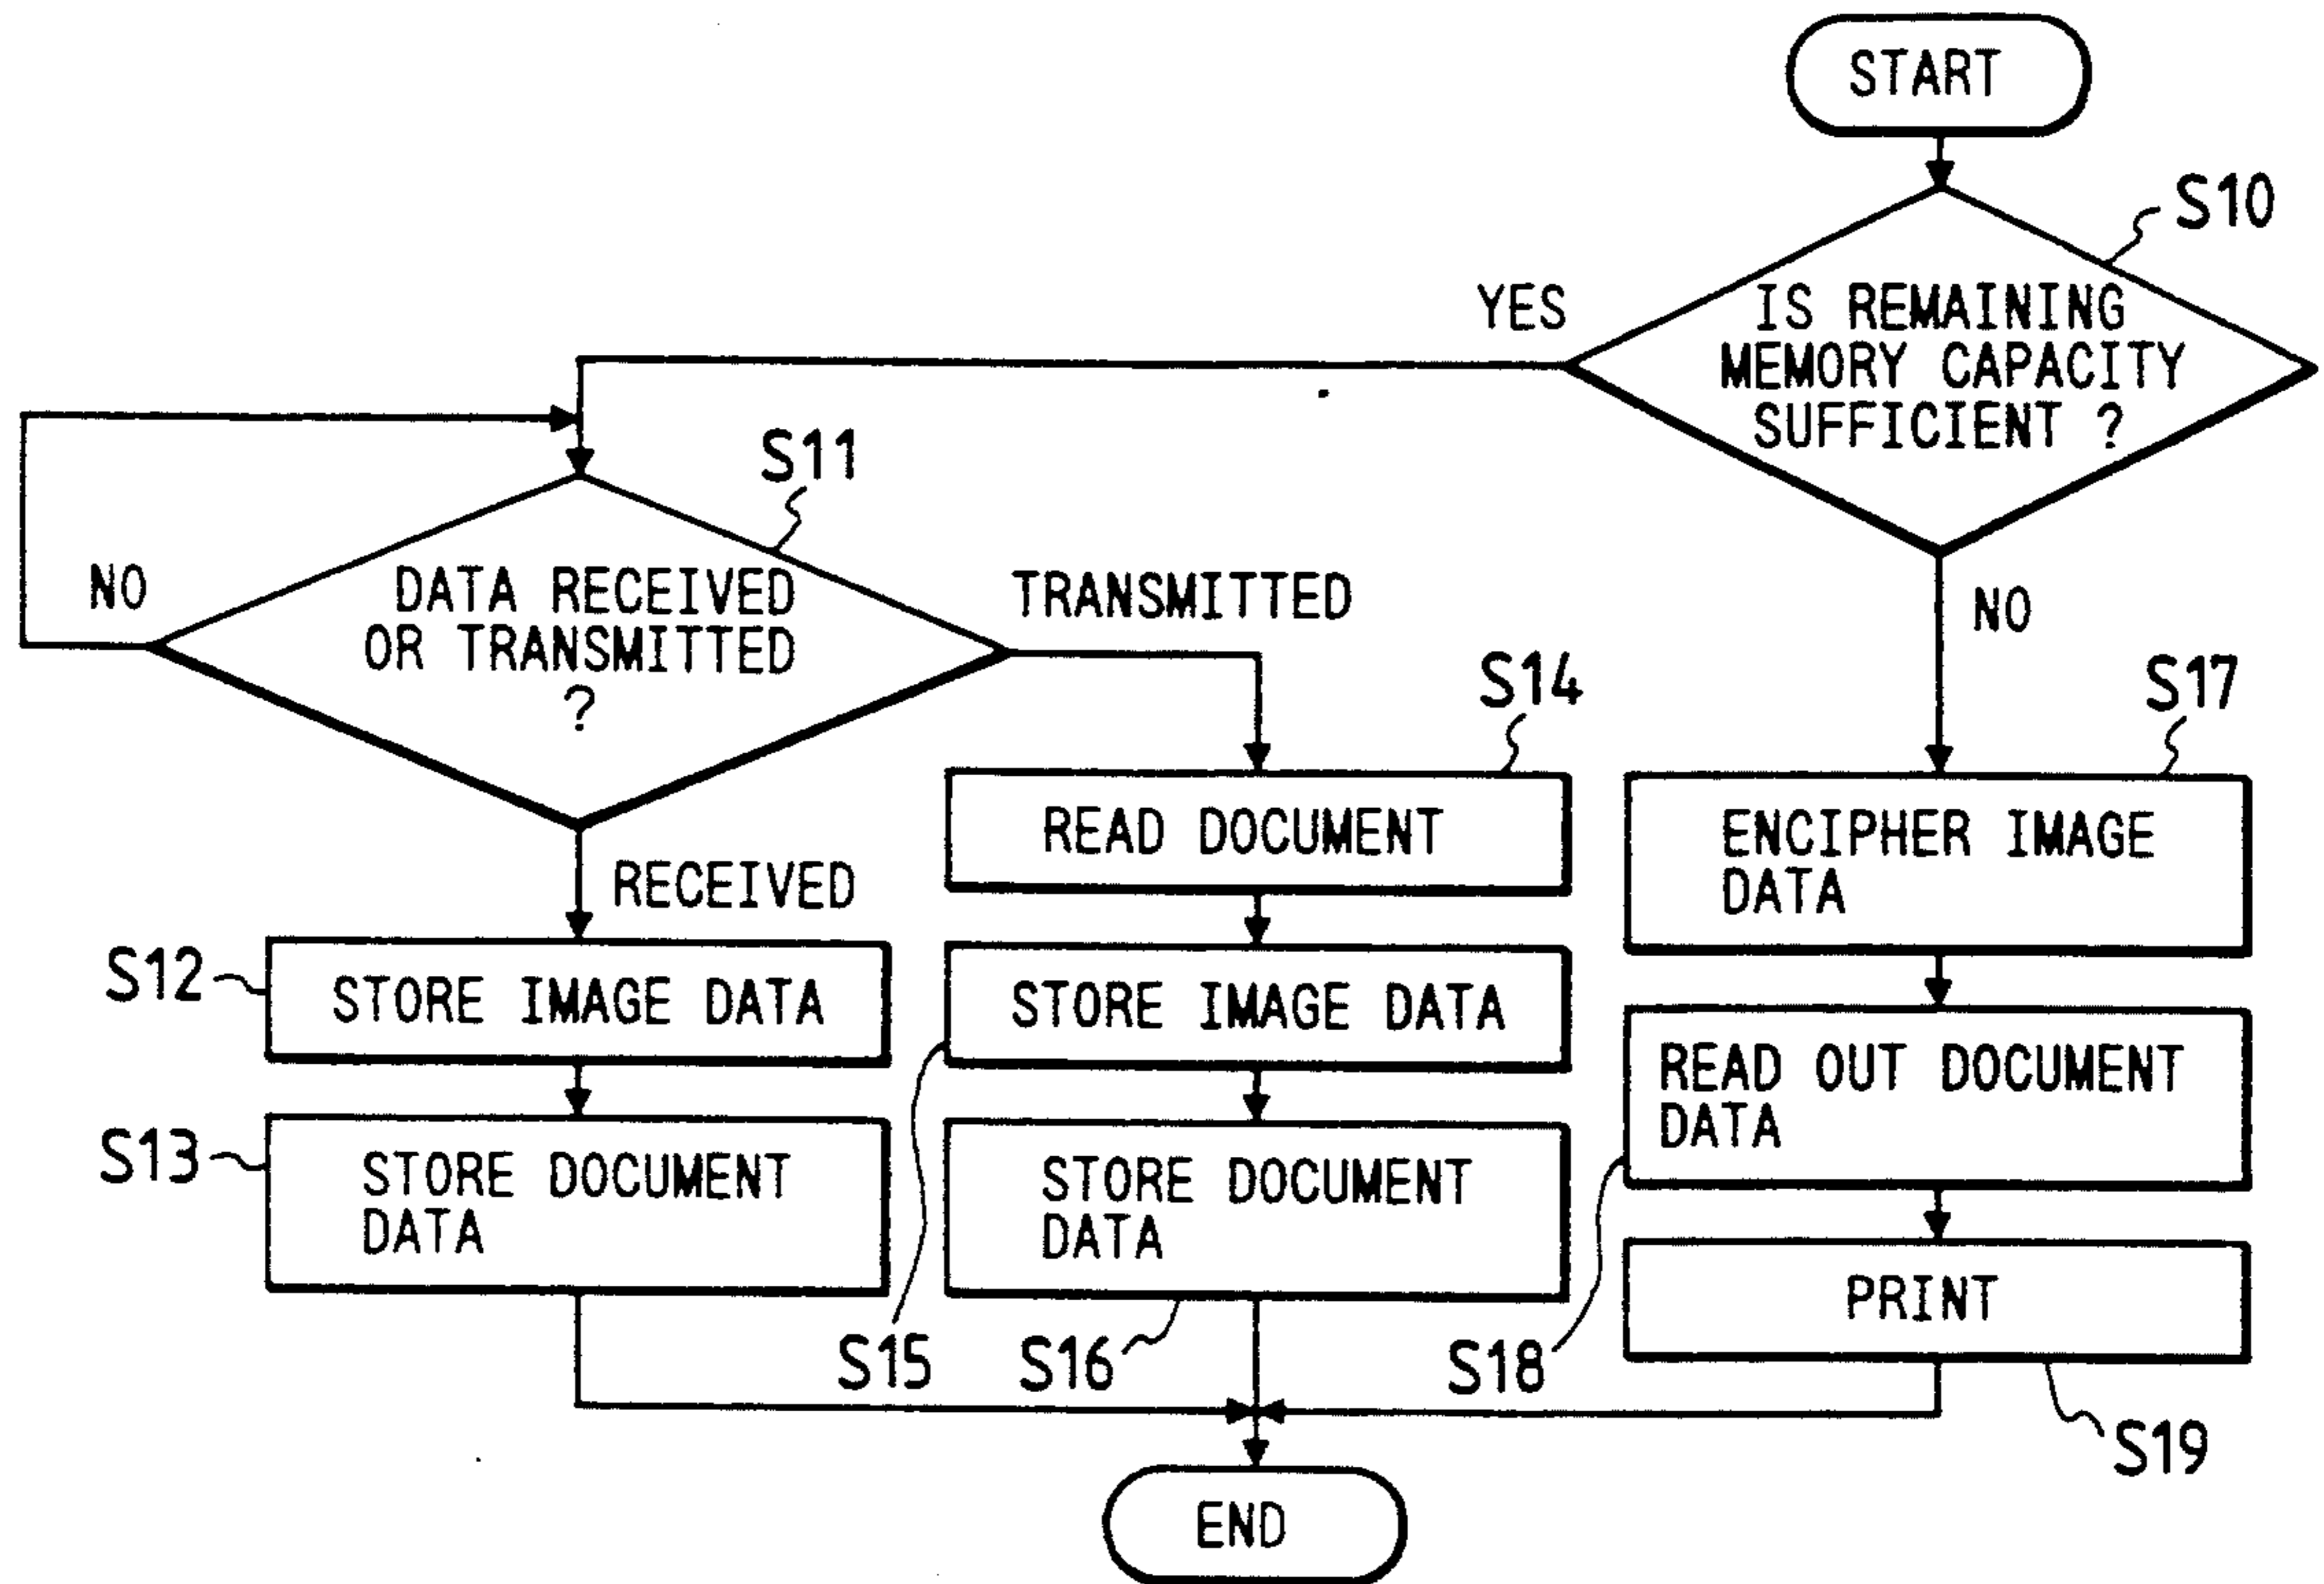 START
S10
IS REMAINING
MEMORY CAPACITY
SUFFICIENT ?
YES
NO
S11
DATA RECEIVED
OR TRANSMITTED
?
NO
TRANSMITTED
RECEIVED
S12
STORE IMAGE DATA
S13
STORE DOCUMENT
DATA
S14
READ DOCUMENT
STORE IMAGE DATA
S15
STORE DOCUMENT
DATA
S16
S17
ENCIPHER IMAGE
DATA
READ OUT DOCUMENT
DATA
S18
PRINT
S19
END